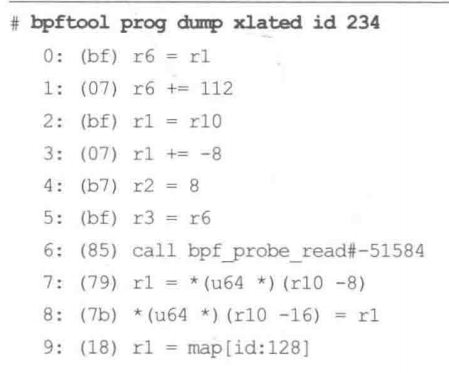 # bpftool prog dump xlated id 234
0: (bf) r6 = r1
1: (07) r6 += 112
2: (bf) r1 = r10
3: (07) r1 += -8
4: (b7) r2 = 8
5: (bf) r3 = r6
6: (85) call bpf_probe_read#-51584
7: (79) r1 = *(u64 *)(r10 -8)
8: (7b) *(u64 *)(r10 -16) = r1
9: (18) r1 = map[id:128]